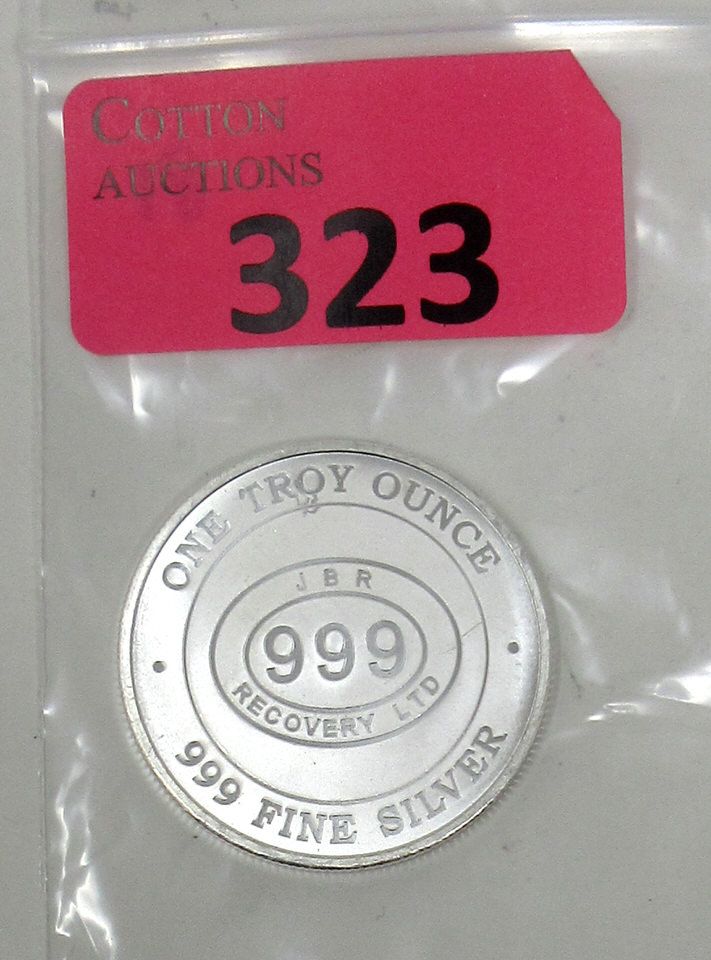 COTTON
AUCTIONS
323
ONE TROY OUNCE
JBR
999
RECOVERY LTD
999 FINE SILVER